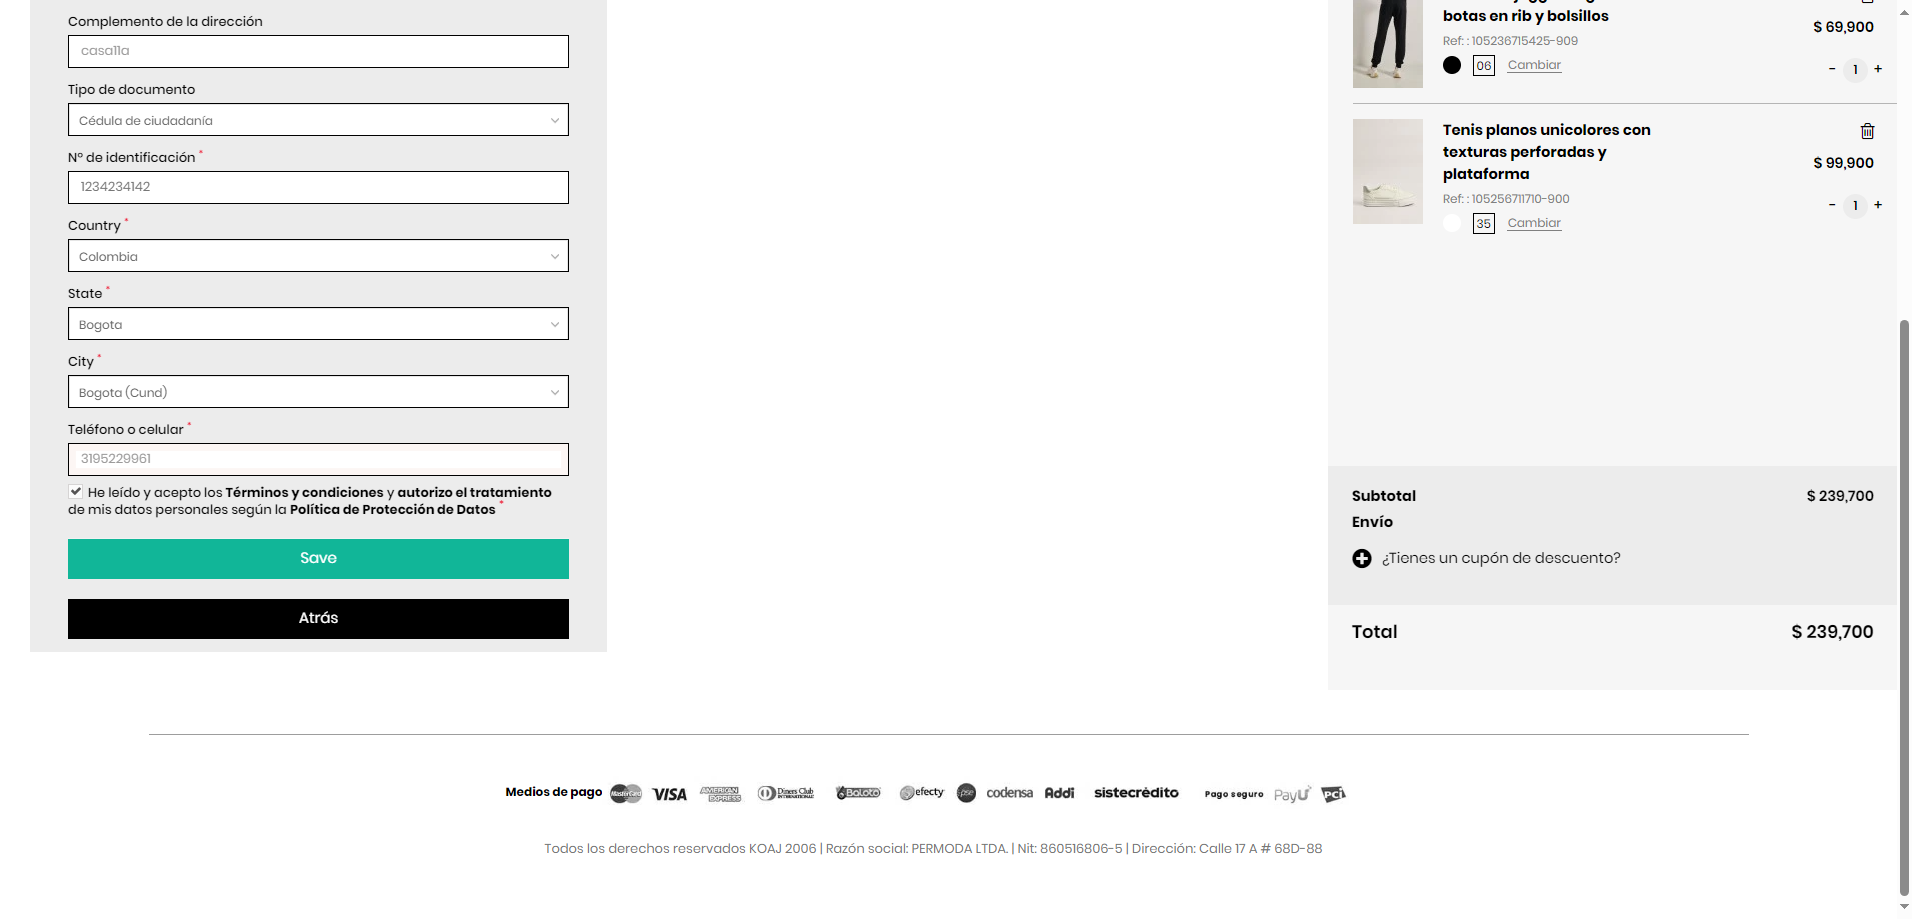 Complemento de la dirección
casa11a
Tipo de documento
Cédula de ciudadanía
Nº de identificación *
1234234142
Country *
Colombia
State *
Bogota
City *
Bogota (Cund)
Teléfono o celular *
3195229961
He leído y acepto los Términos y condiciones y autorizo el tratamiento
de mis datos personales según la Política de Protección de Datos *
Save
Atrás
botas en rib y bolsillos
$ 69,900
Ref: : 105236715425-909
06 Cambiar
- 1 +
Tenis planos unicolores con
texturas perforadas y
plataforma
$ 99,900
Ref: : 105256711710-900
35 Cambiar
- 1 +
Subtotal $ 239,700
Envío
¿Tienes un cupón de descuento?
Total $ 239,700
Medios de pago MasterCard VISA AMERICAN EXPRESS Diners Club INTERNATIONAL Baloto efecty pse codensa Addi sistecrédito Pago seguro PayU PCI
Todos los derechos reservados KOAJ 2006 | Razón social: PERMODA LTDA. | Nit: 860516806-5 | Dirección: Calle 17 A # 68D-88